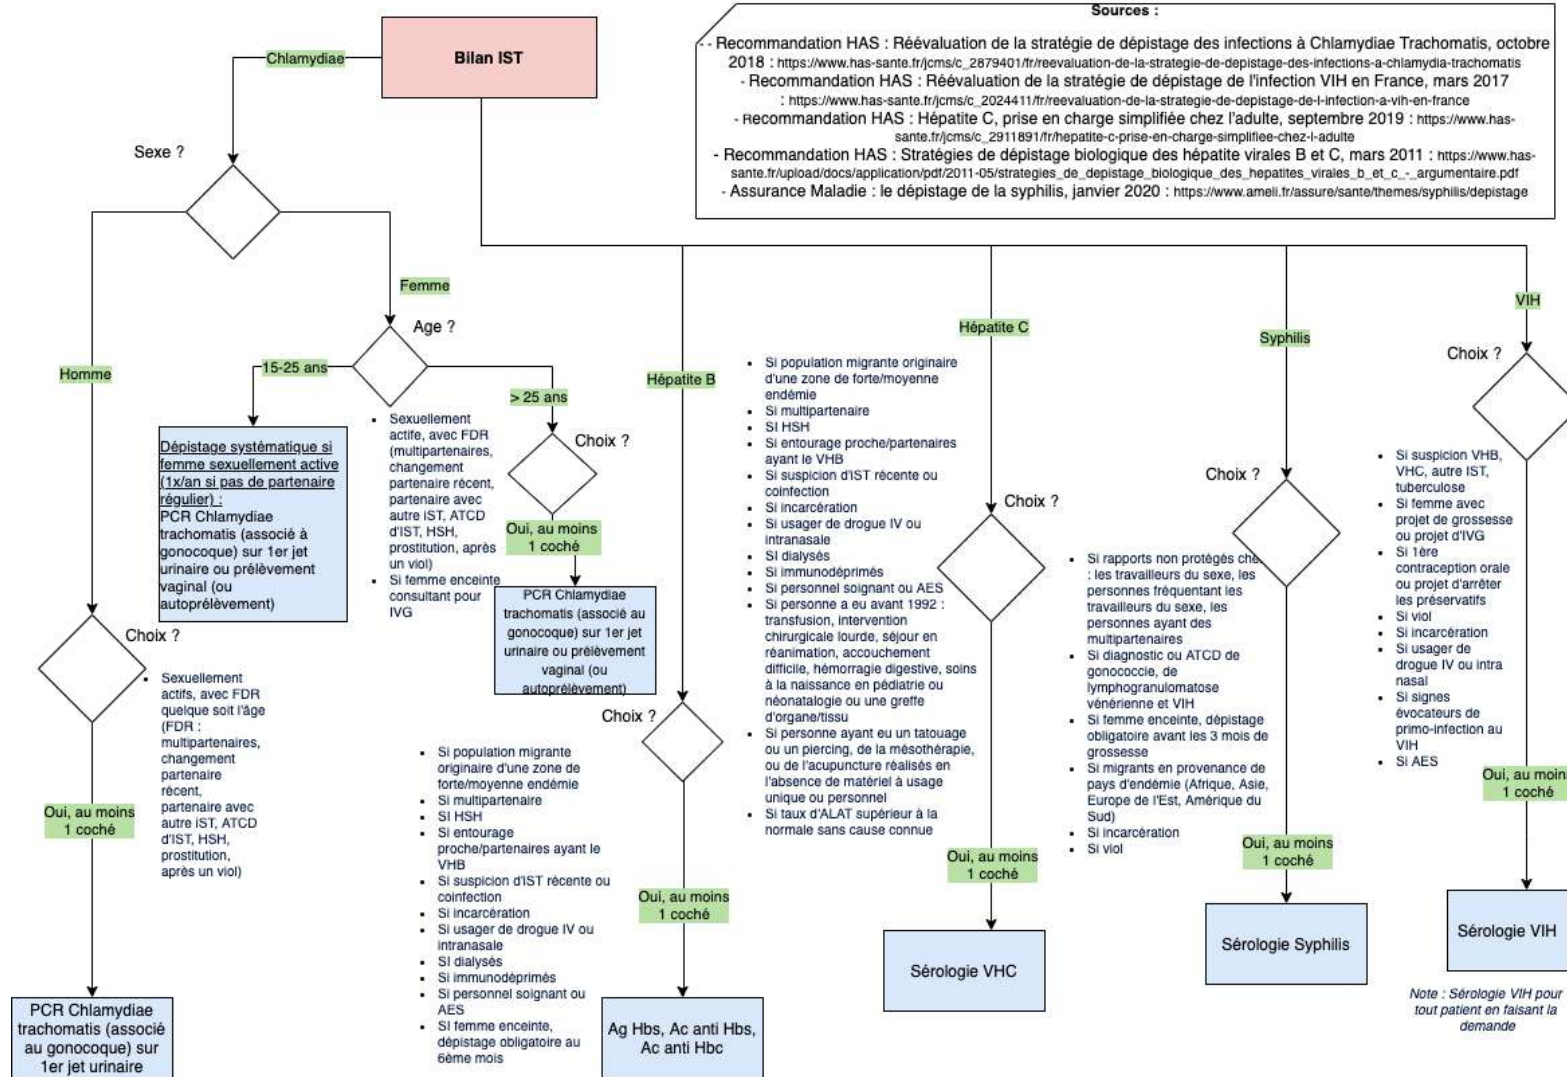 Bilan IST
Sources :
- - Recommandation HAS : Réévaluation de la stratégie de dépistage des infections à Chlamydiae Trachomatis, octobre
2018 : https://www.has-sante.fr/jcms/c_2879401/fr/reevaluation-de-la-strategie-de-depistage-des-infections-a-chlamydia-trachomatis
- Recommandation HAS : Réévaluation de la stratégie de dépistage de l'infection VIH en France, mars 2017
: https://www.has-sante.fr/jcms/c_2024411/fr/reevaluation-de-la-strategie-de-depistage-de-l-infection-a-vih-en-france
- Recommandation HAS : Hépatite C, prise en charge simplifiée chez l'adulte, septembre 2019 : https://www.has-
sante.fr/jcms/c_2911891/fr/hepatite-c-prise-en-charge-simplifiee-chez-l-adulte
- Recommandation HAS : Stratégies de dépistage biologique des hépatite virales B et C, mars 2011 : https://www.has-
sante.fr/upload/docs/application/pdf/2011-05/strategies_de_depistage_biologique_des_hepatites_virales_b_et_c_-_argumentaire.pdf
- Assurance Maladie : le dépistage de la syphilis, janvier 2020 : https://www.ameli.fr/assure/sante/themes/syphilis/depistage
Chlamydiae
Sexe ?
Homme
Choix ?
• Sexuellement
actifs, avec FDR
quelque soit l'âge
(FDR :
multipartenaires,
changement
partenaire
récent,
partenaire avec
autre iST, ATCD
d'IST, HSH,
prostitution,
après un viol)
Oui, au moins
1 coché
PCR Chlamydiae
trachomatis (associé
au gonocoque) sur
1er jet urinaire
Femme
Age ?
15-25 ans
Dépistage systématique si
femme sexuellement active
(1x/an si pas de partenaire
régulier) :
PCR Chlamydiae
trachomatis (associé à
gonocoque) sur 1er jet
urinaire ou prélèvement
vaginal (ou
autoprélèvement)
> 25 ans
Choix ?
• Sexuellement
actife, avec FDR
(multipartenaires,
changement
partenaire récent,
partenaire avec
autre iST, ATCD
d'IST, HSH,
prostitution, après
un viol)
• Si femme enceinte
consultant pour
IVG
Oui, au moins
1 coché
PCR Chlamydiae
trachomatis (associé au
gonocoque) sur 1er jet
urinaire ou prélèvement
vaginal (ou
autoprélèvement)
Hépatite B
Choix ?
• Si population migrante
originaire d'une zone de
forte/moyenne endémie
• Si multipartenaire
• SI HSH
• Si entourage
proche/partenaires ayant le
VHB
• Si suspicion d'IST récente ou
coinfection
• Si incarcération
• Si usager de drogue IV ou
intranasale
• SI dialysés
• Si immunodéprimés
• Si personnel soignant ou
AES
• SI femme enceinte,
dépistage obligatoire au
6ème mois
Oui, au moins
1 coché
Ag Hbs, Ac anti Hbs,
Ac anti Hbc
Hépatite C
Choix ?
• Si population migrante originaire
d'une zone de forte/moyenne
endémie
• Si multipartenaire
• SI HSH
• Si entourage proche/partenaires
ayant le VHB
• Si suspicion d'IST récente ou
coinfection
• Si incarcération
• Si usager de drogue IV ou
intranasale
• SI dialysés
• Si immunodéprimés
• Si personnel soignant ou AES
• Si personne a eu avant 1992 :
transfusion, intervention
chirurgicale lourde, séjour en
réanimation, accouchement
difficile, hémorragie digestive, soins
à la naissance en pédiatrie ou
néonatalogie ou une greffe
d'organe/tissu
• Si personne ayant eu un tatouage
ou un piercing, de la mésothérapie,
ou de l'acupuncture réalisés en
l'absence de matériel à usage
unique ou personnel
• Si taux d'ALAT supérieur à la
normale sans cause connue
Oui, au moins
1 coché
Sérologie VHC
Syphilis
Choix ?
• Si rapports non protégés chez
: les travailleurs du sexe, les
personnes fréquentant les
travailleurs du sexe, les
personnes ayant des
multipartenaires
• Si diagnostic ou ATCD de
gonococcie, de
lymphogranulomatose
vénérienne et VIH
• Si femme enceinte, dépistage
obligatoire avant les 3 mois de
grossesse
• Si migrants en provenance de
pays d'endémie (Afrique, Asie,
Europe de l'Est, Amérique du
Sud)
• Si incarcération
• Si viol
Oui, au moins
1 coché
Sérologie Syphilis
VIH
Choix ?
• Si suspicion VHB,
VHC, autre IST,
tuberculose
• Si femme avec
projet de grossesse
ou projet d'IVG
• Si 1ère
contraception orale
ou projet d'arrêter
les préservatifs
• Si viol
• Si incarcération
• Si usager de
drogue IV ou intra
nasal
• Si signes
évocateurs de
primo-infection au
VIH
• Si AES
Oui, au moins
1 coché
Sérologie VIH
Note : Sérologie VIH pour
tout patient en faisant la
demande